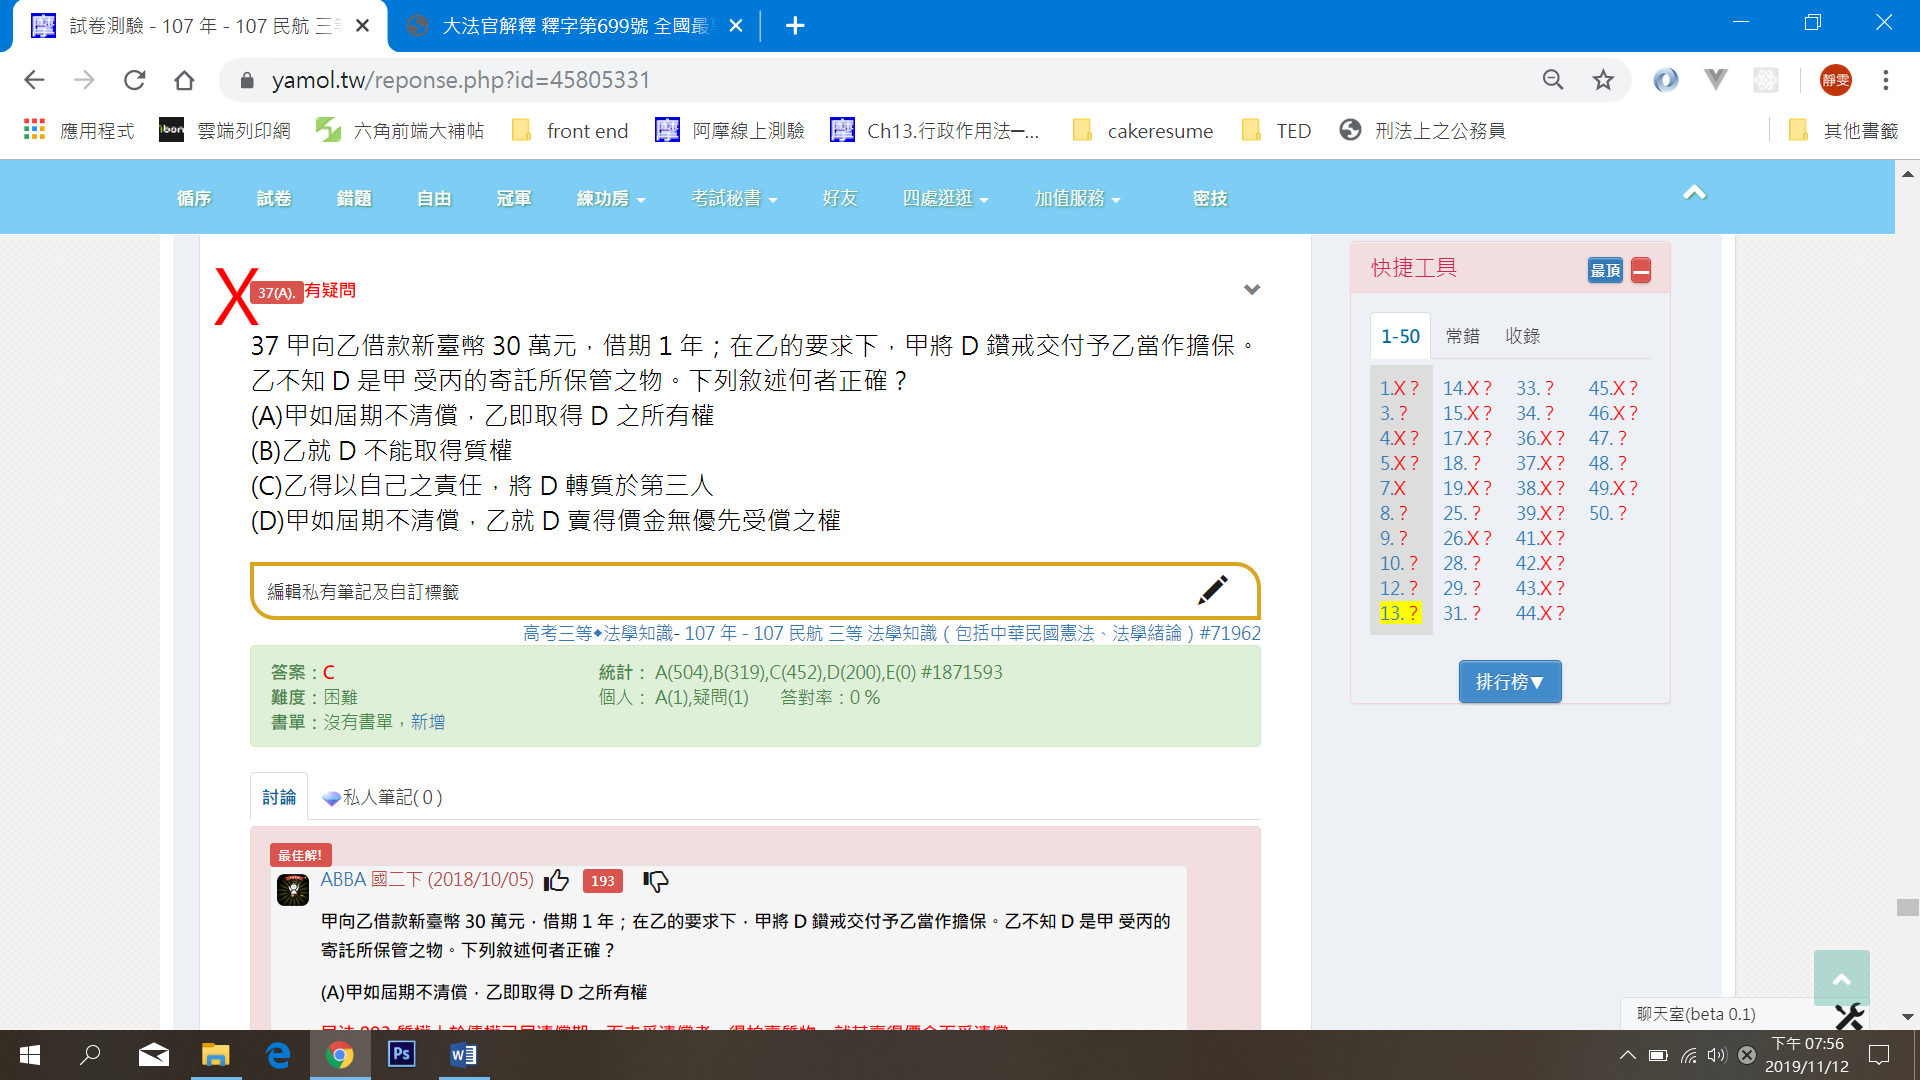 試卷測驗 - 107 年 - 107 民航 三
大法官解釋 釋字第699號 全國最
yamol.tw/reponse.php?id=45805331
靜雯
應用程式
ibon
雲端列印網
六角前端大補帖
front end
摩
阿摩線上測驗
摩
Ch13.行政作用法─...
cakeresume
TED
刑法上之公務員
其他書籤
循序 試卷 錯題 自由 冠軍 練功房 考試秘書 好友 四處逛逛 加值服務 密技
X 37(A). 有疑問
37 甲向乙借款新臺幣 30 萬元，借期 1 年；在乙的要求下，甲將 D 鑽戒交付予乙當作擔保。
乙不知 D 是甲 受丙的寄託所保管之物。下列敘述何者正確？
(A)甲如屆期不清償，乙即取得 D 之所有權
(B)乙就 D 不能取得質權
(C)乙得以自己之責任，將 D 轉質於第三人
(D)甲如屆期不清償，乙就 D 賣得價金無優先受償之權
編輯私有筆記及自訂標籤
高考三等◆法學知識- 107 年 - 107 民航 三等 法學知識（包括中華民國憲法、法學緒論）#71962
答案：C
難度：困難
書單：沒有書單，新增
統計： A(504),B(319),C(452),D(200),E(0) #1871593
個人： A(1),疑問(1) 答對率：0 %
討論
私人筆記( 0 )
最佳解!
ABBA 國二下 (2018/10/05) 193
甲向乙借款新臺幣 30 萬元，借期 1 年；在乙的要求下，甲將 D 鑽戒交付予乙當作擔保。乙不知 D 是甲 受丙的
寄託所保管之物。下列敘述何者正確？
(A)甲如屆期不清償，乙即取得 D 之所有權
快捷工具
最頂
1-50 常錯 收錄
1.X？ 14.X？ 33.？ 45.X？
3.？ 15.X？ 34.？ 46.X？
4.X？ 17.X？ 36.X？ 47.？
5.X？ 18.？ 37.X？ 48.？
7.X 19.X？ 38.X？ 49.X？
8.？ 25.？ 39.X？ 50.？
9.？ 26.X？ 41.X？
10.？ 28.？ 42.X？
12.？ 29.？ 43.X？
13.？ 31.？ 44.X？
排行榜▼
聊天室(beta 0.1)
Ps
下午 07:56
2019/11/12